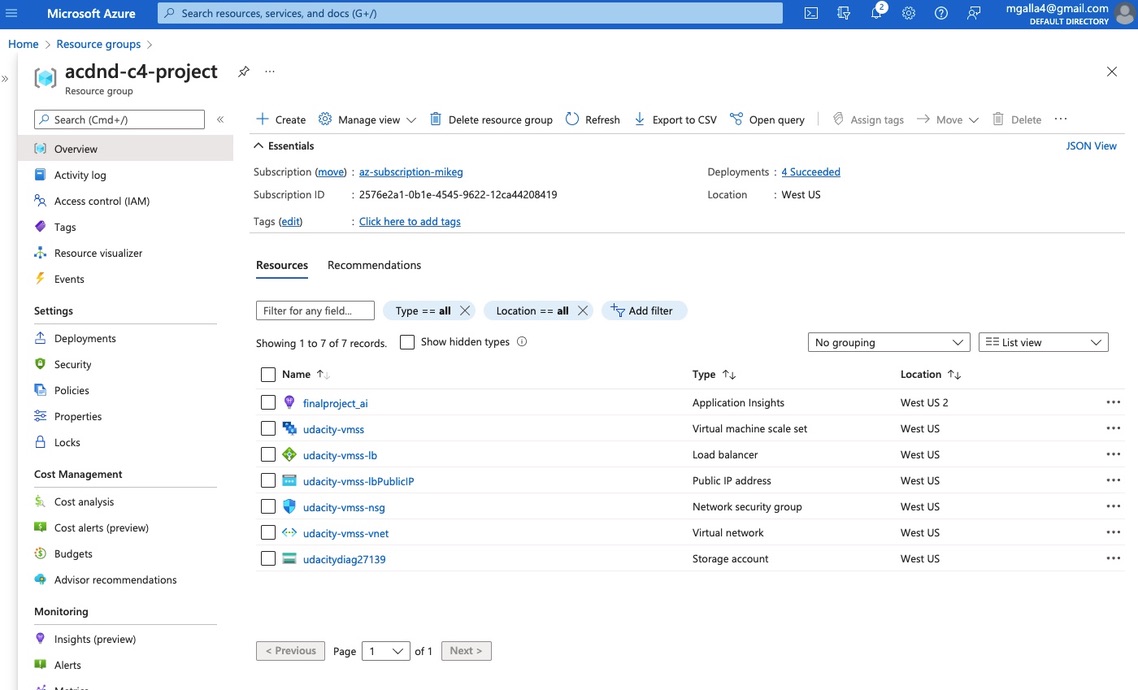 Microsoft Azure
Search resources, services, and docs (G+/)
2
mgalla4@gmail.com
DEFAULT DIRECTORY
Home > Resource groups >
acdnd-c4-project
Resource group
Search (Cmd+/)
Overview
Activity log
Access control (IAM)
Tags
Resource visualizer
Events
Settings
Deployments
Security
Policies
Properties
Locks
Cost Management
Cost analysis
Cost alerts (preview)
Budgets
Advisor recommendations
Monitoring
Insights (preview)
Alerts
Create Manage view Delete resource group Refresh Export to CSV Open query Assign tags Move Delete
Essentials JSON View
Subscription (move) : az-subscription-mikeg Deployments : 4 Succeeded
Subscription ID : 2576e2a1-0b1e-4545-9622-12ca44208419 Location : West US
Tags (edit) : Click here to add tags
Resources Recommendations
Filter for any field... Type == all Location == all Add filter
Showing 1 to 7 of 7 records. Show hidden types No grouping List view
Name Type Location
finalproject_ai Application Insights West US 2
udacity-vmss Virtual machine scale set West US
udacity-vmss-lb Load balancer West US
udacity-vmss-lbPublicIP Public IP address West US
udacity-vmss-nsg Network security group West US
udacity-vmss-vnet Virtual network West US
udacitydiag27139 Storage account West US
< Previous Page 1 of 1 Next >